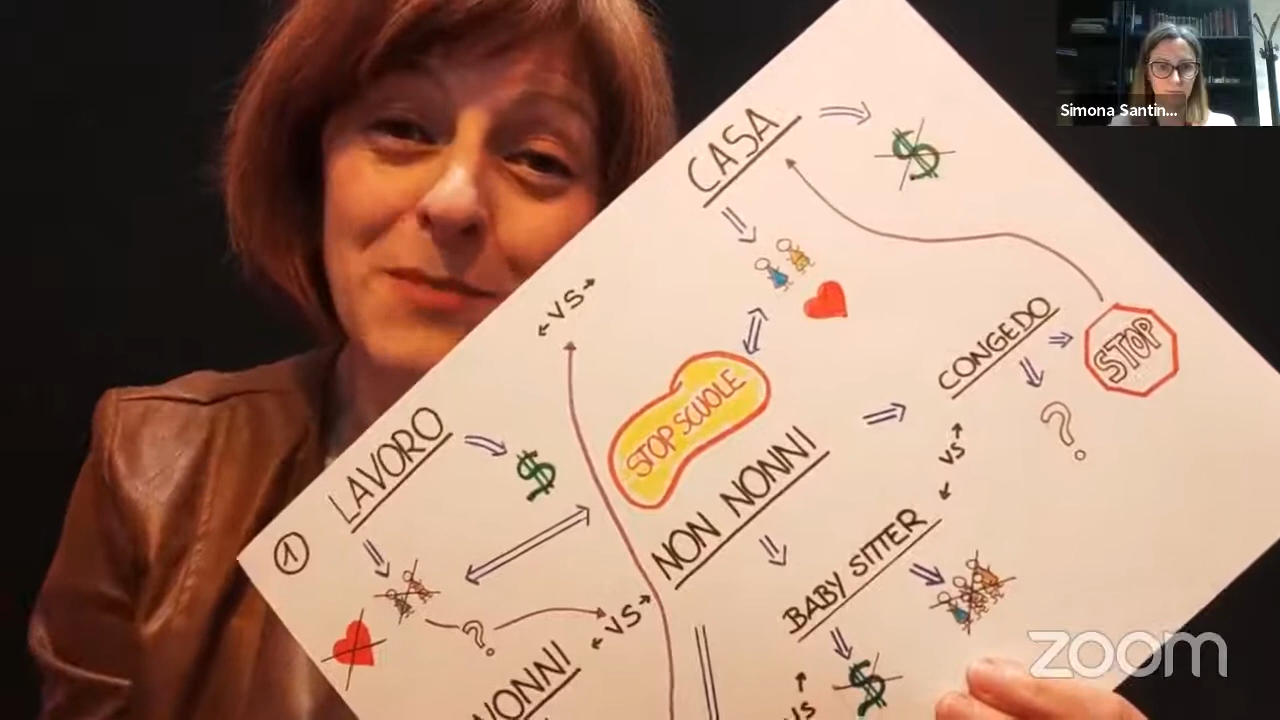 Simona Santin...
CASA
$
← VS →
STOP SCUOLE
CONGEDO
STOP
?
LAVORO
$
1
NON NONNI
VS
BABY SITTER
?
← VS →
NONNI
$
VS
zoom